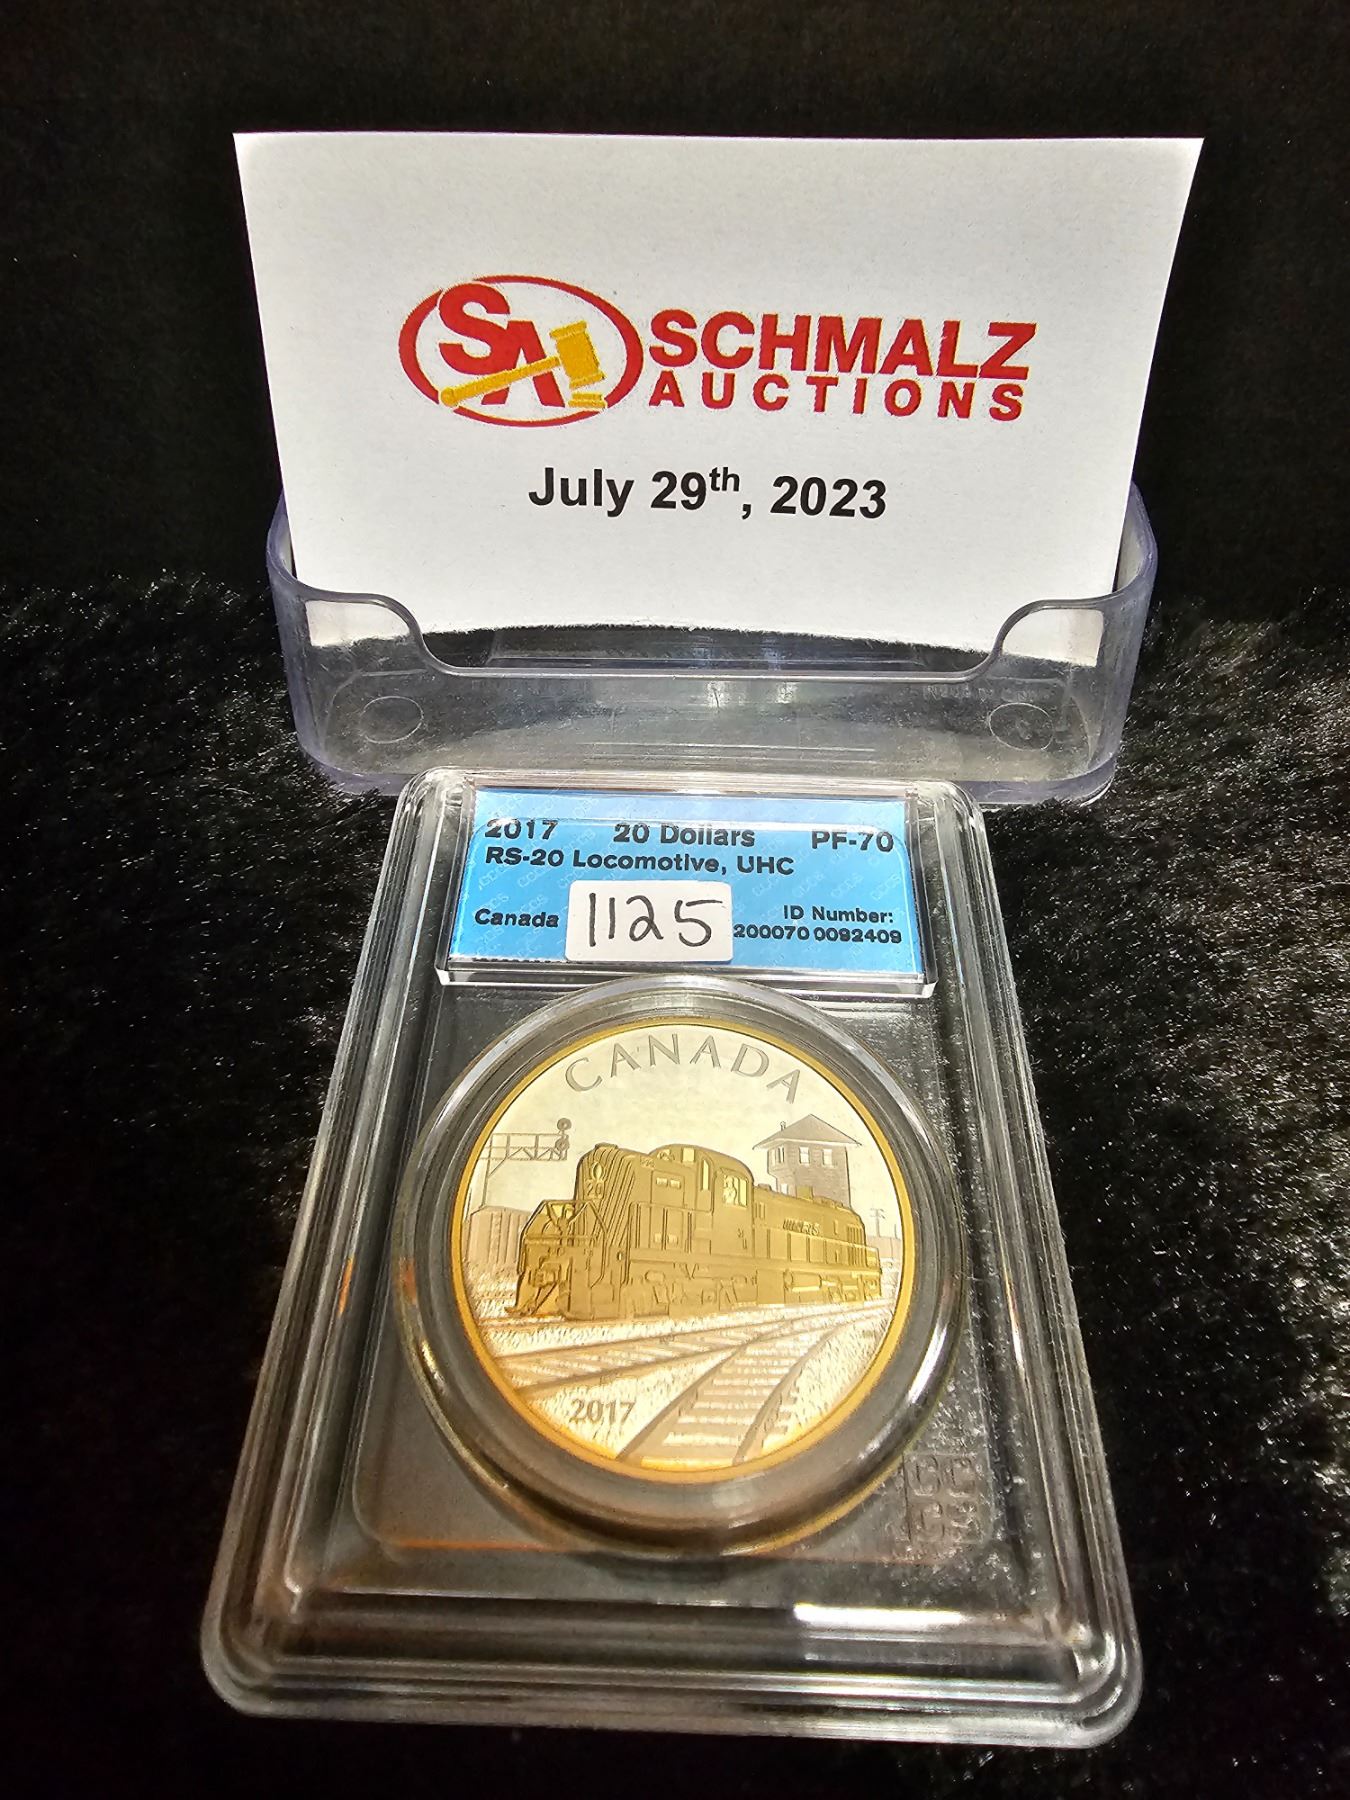 SA SCHMALZ
AUCTIONS
July 29th, 2023
2017 20 Dollars PF-70
RS-20 Locomotive, UHC
Canada 1125 ID Number:
200070 0092409
CANADA
2017